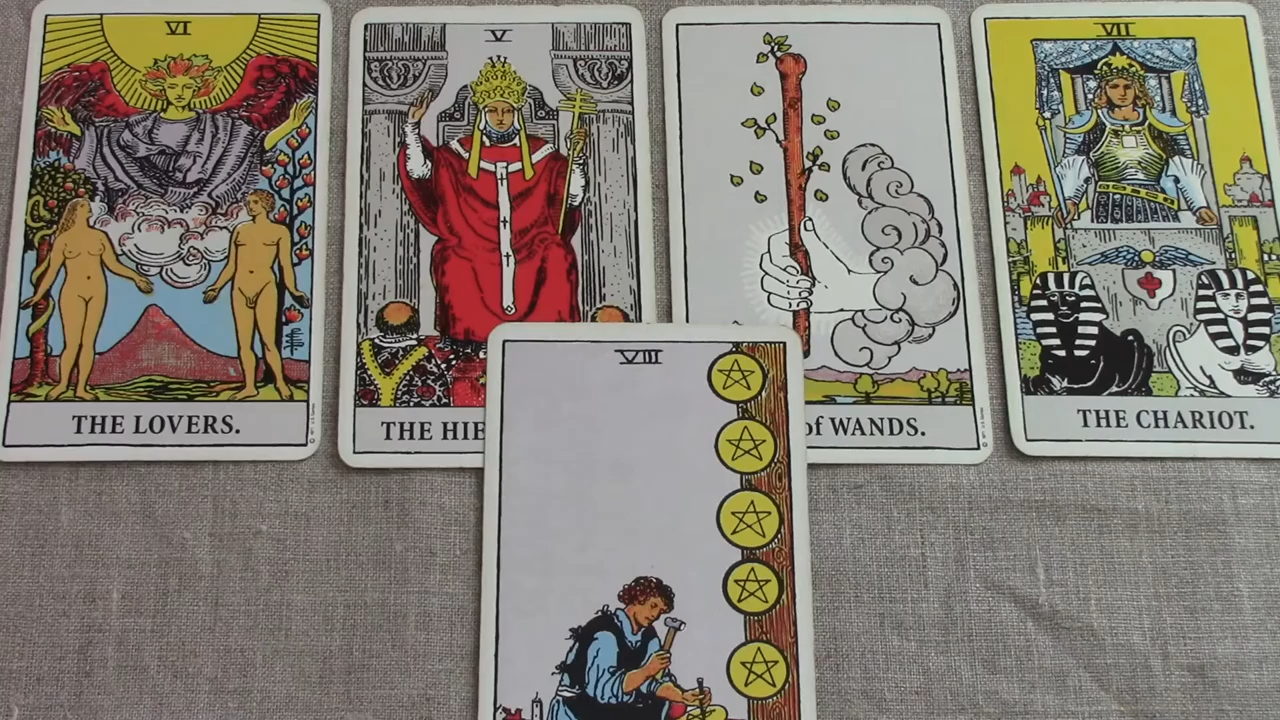 VI
THE LOVERS.
V
THE HIE
of WANDS.
VII
THE CHARIOT.
VIII